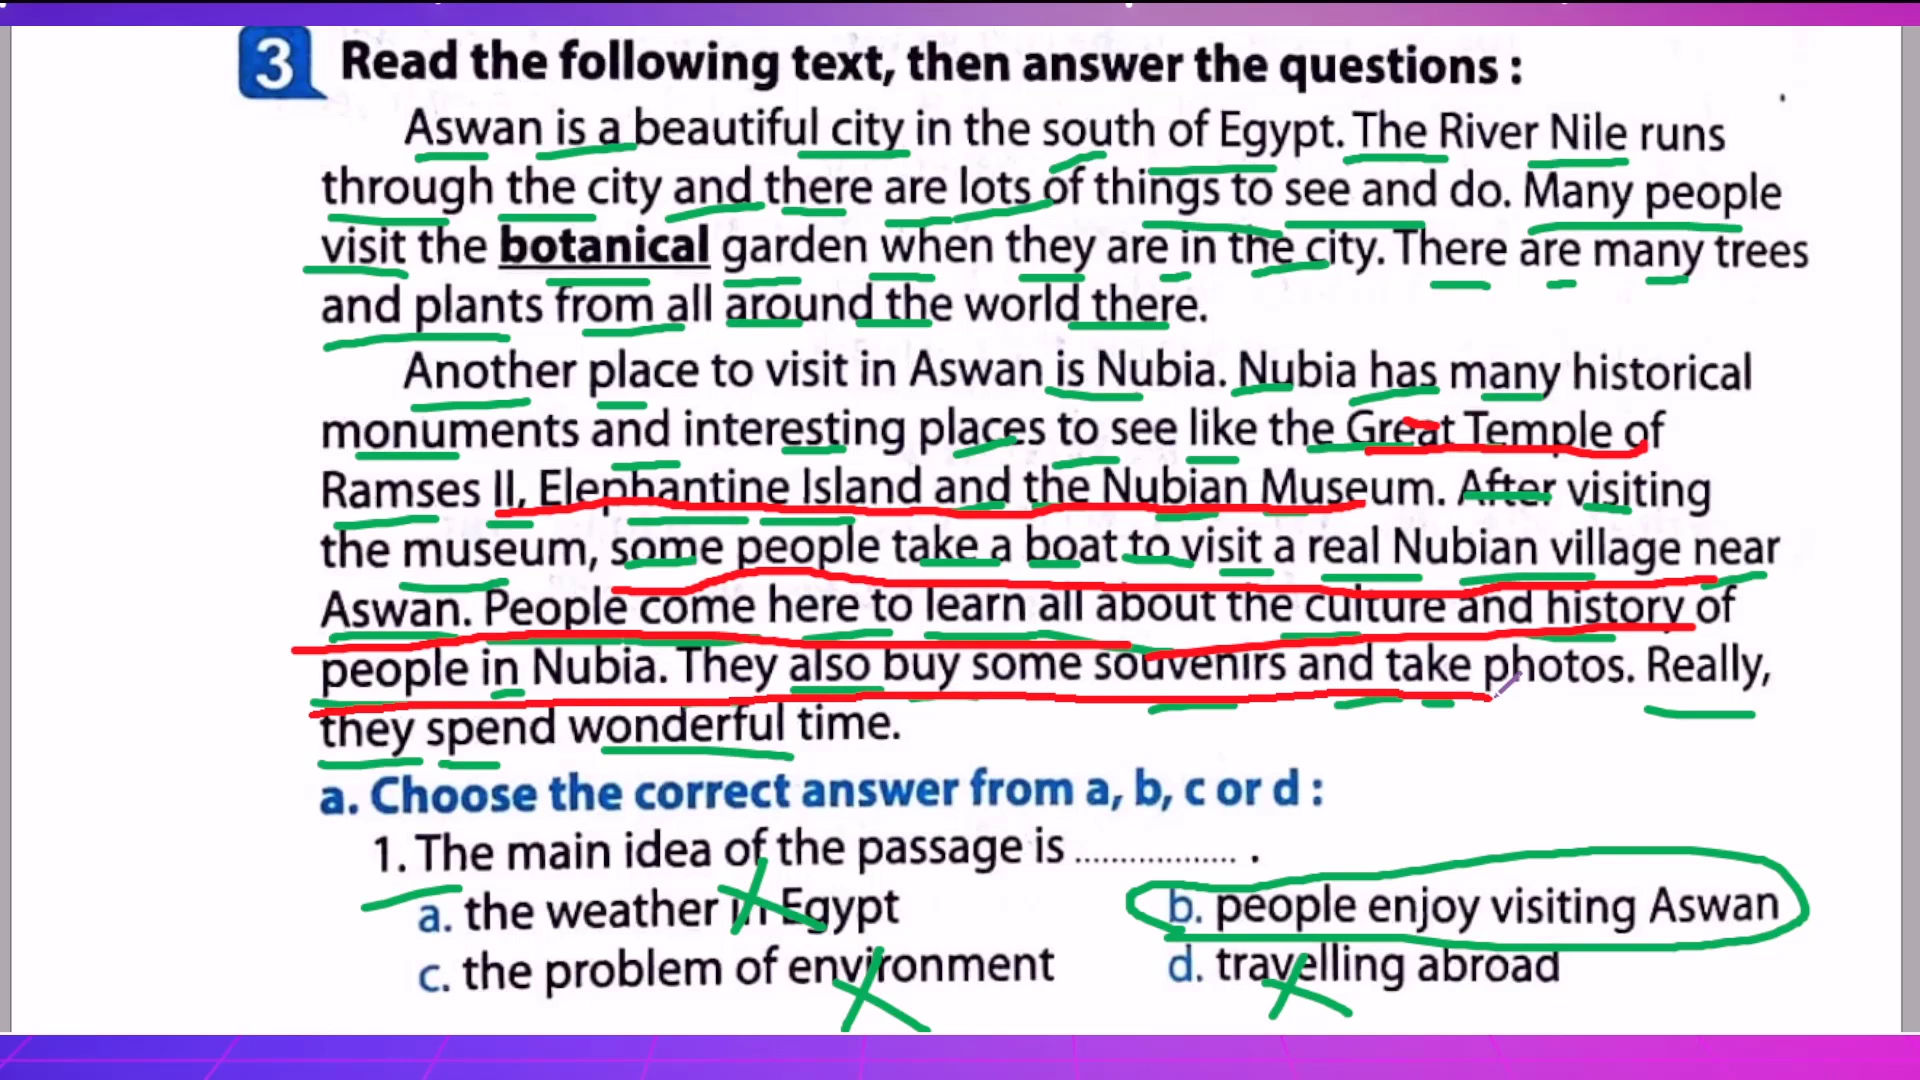 3 Read the following text, then answer the questions :
Aswan is a beautiful city in the south of Egypt. The River Nile runs
through the city and there are lots of things to see and do. Many people
visit the botanical garden when they are in the city. There are many trees
and plants from all around the world there.
Another place to visit in Aswan is Nubia. Nubia has many historical
monuments and interesting places to see like the Great Temple of
Ramses II, Elephantine Island and the Nubian Museum. After visiting
the museum, some people take a boat to visit a real Nubian village near
Aswan. People come here to learn all about the culture and history of
people in Nubia. They also buy some souvenirs and take photos. Really,
they spend wonderful time.
a. Choose the correct answer from a, b, c or d :
1. The main idea of the passage is .................. .
a. the weather in Egypt b. people enjoy visiting Aswan
c. the problem of environment d. travelling abroad